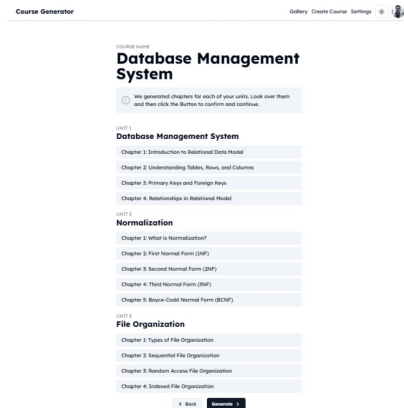 Course Generator
Gallery Create Course Settings
COURSE NAME
Database Management
System
We generated chapters for each of your units. Look over them
and then click the Button to confirm and continue.
UNIT 1
Database Management System
Chapter 1: Introduction to Relational Data Model
Chapter 2: Understanding Tables, Rows, and Columns
Chapter 3: Primary Keys and Foreign Keys
Chapter 4: Relationships in Relational Model
UNIT 2
Normalization
Chapter 1: What is Normalization?
Chapter 2: First Normal Form (1NF)
Chapter 3: Second Normal Form (2NF)
Chapter 4: Third Normal Form (3NF)
Chapter 5: Boyce-Codd Normal Form (BCNF)
UNIT 3
File Organization
Chapter 1: Types of File Organization
Chapter 2: Sequential File Organization
Chapter 3: Random Access File Organization
Chapter 4: Indexed File Organization
Back Generate